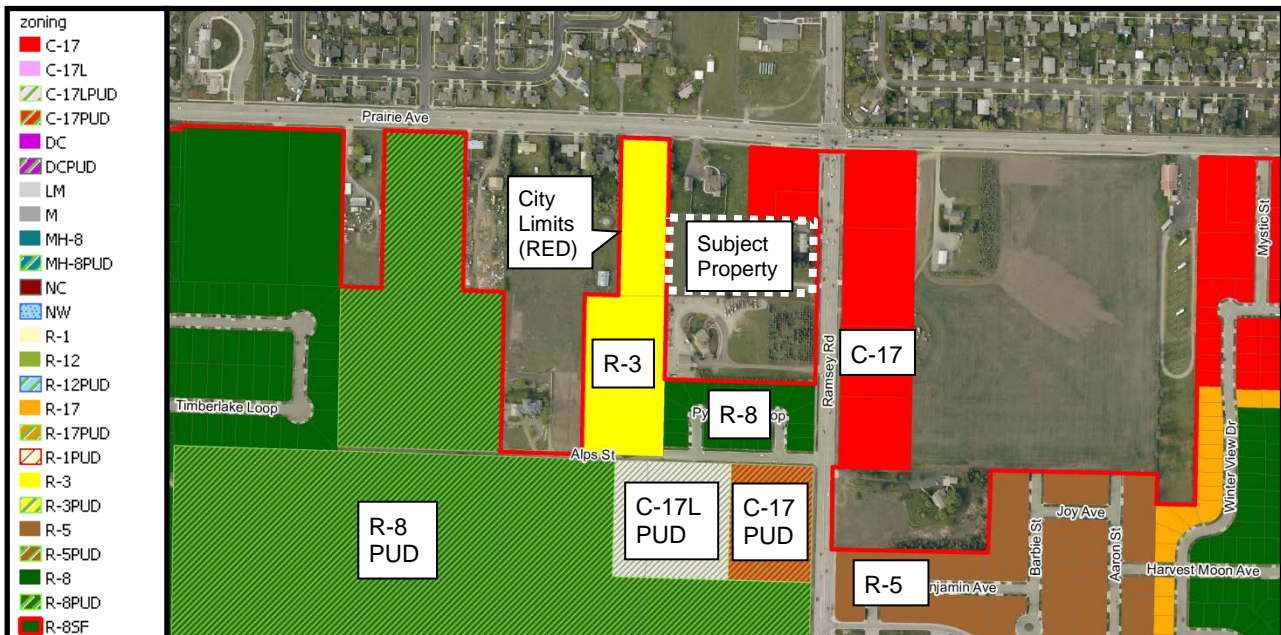 zoning
C-17
C-17L
C-17LPUD
C-17PUD
DC
DCPUD
LM
M
MH-8
MH-8PUD
NC
NW
R-1
R-12
R-12PUD
R-17
R-17PUD
R-1PUD
R-3
R-3PUD
R-5
R-5PUD
R-8
R-8PUD
R-8SF
Prairie Ave
City
Limits
(RED)
Subject
Property
Mystic St
R-3
C-17
Ramsey Rd
Timberlake Loop
R-8
Alps St
Winter View Dr
R-8
PUD
C-17L
PUD
C-17
PUD
Joy Ave
Barbie St
Aaron St
Harvest Moon Ave
R-5